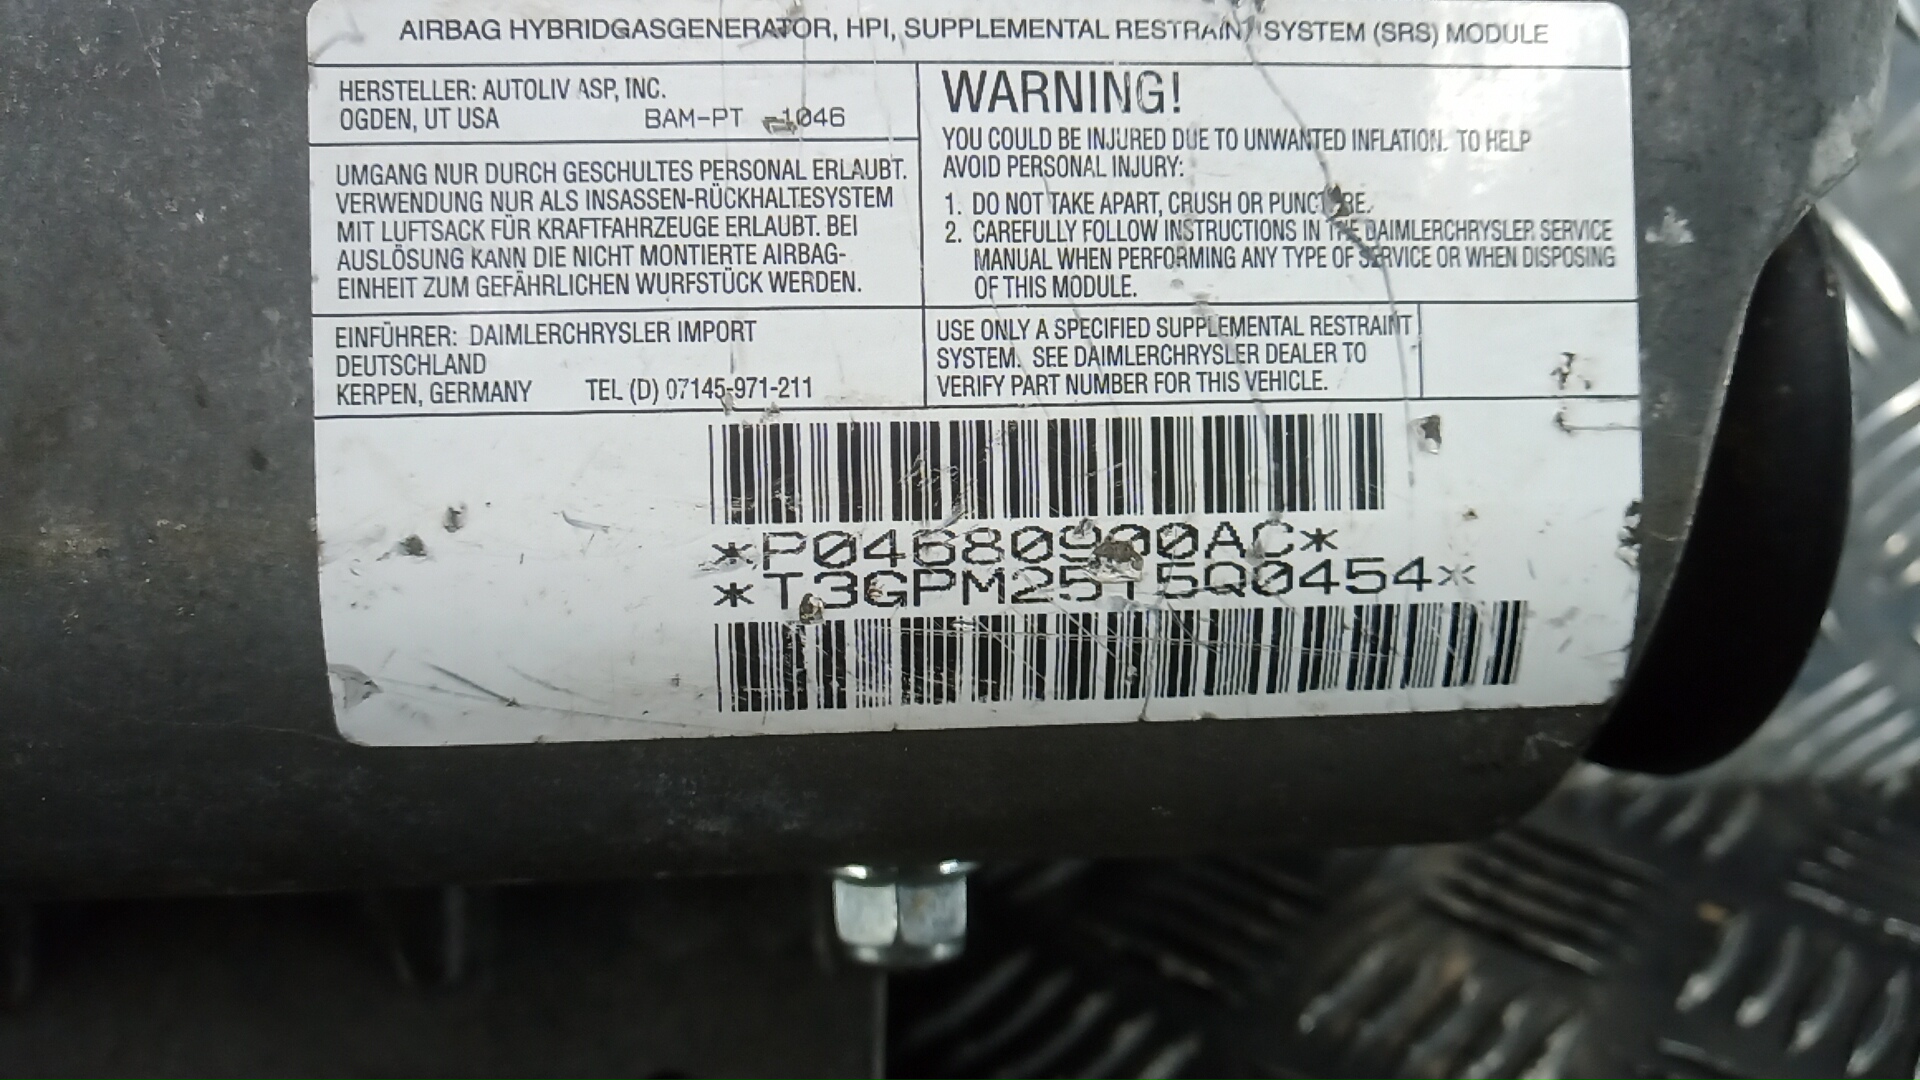 AIRBAG HYBRIDGASGENERATOR, HPI, SUPPLEMENTAL RESTRAINT SYSTEM (SRS) MODULE
HERSTELLER: AUTOLIV ASP, INC.
OGDEN, UT USA BAM-PT -1046
UMGANG NUR DURCH GESCHULTES PERSONAL ERLAUBT.
VERWENDUNG NUR ALS INSASSEN-RÜCKHALTESYSTEM
MIT LUFTSACK FÜR KRAFTFAHRZEUGE ERLAUBT. BEI
AUSLÖSUNG KANN DIE NICHT MONTIERTE AIRBAG-
EINHEIT ZUM GEFÄHRLICHEN WURFSTÜCK WERDEN.
EINFÜHRER: DAIMLERCHRYSLER IMPORT
DEUTSCHLAND
KERPEN, GERMANY TEL (D) 07145-971-211
WARNING!
YOU COULD BE INJURED DUE TO UNWANTED INFLATION. TO HELP
AVOID PERSONAL INJURY:
1. DO NOT TAKE APART, CRUSH OR PUNCTURE.
2. CAREFULLY FOLLOW INSTRUCTIONS IN THE DAIMLERCHRYSLER SERVICE
MANUAL WHEN PERFORMING ANY TYPE OF SERVICE OR WHEN DISPOSING
OF THIS MODULE.
USE ONLY A SPECIFIED SUPPLEMENTAL RESTRAINT
SYSTEM. SEE DAIMLERCHRYSLER DEALER TO
VERIFY PART NUMBER FOR THIS VEHICLE.
*P04680900AC*
*T3GPM2515Q0454*